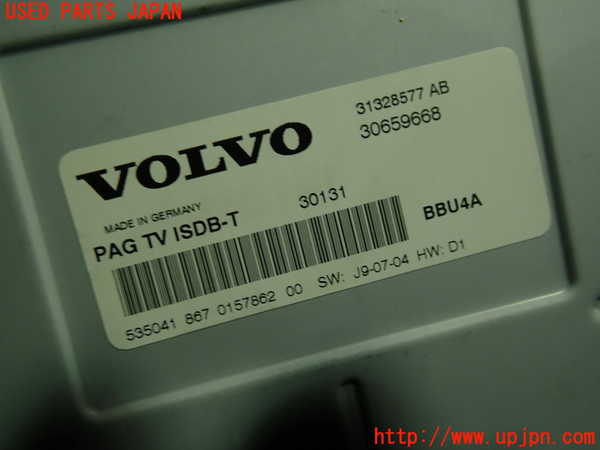 USED PARTS JAPAN
31328577 AB
30659668
VOLVO
MADE IN GERMANY
PAG TV ISDB-T 30131 BBU4A
535041 867 0157862 00 SW: J9-07-04 HW: D1
http://www.upjpn.com/